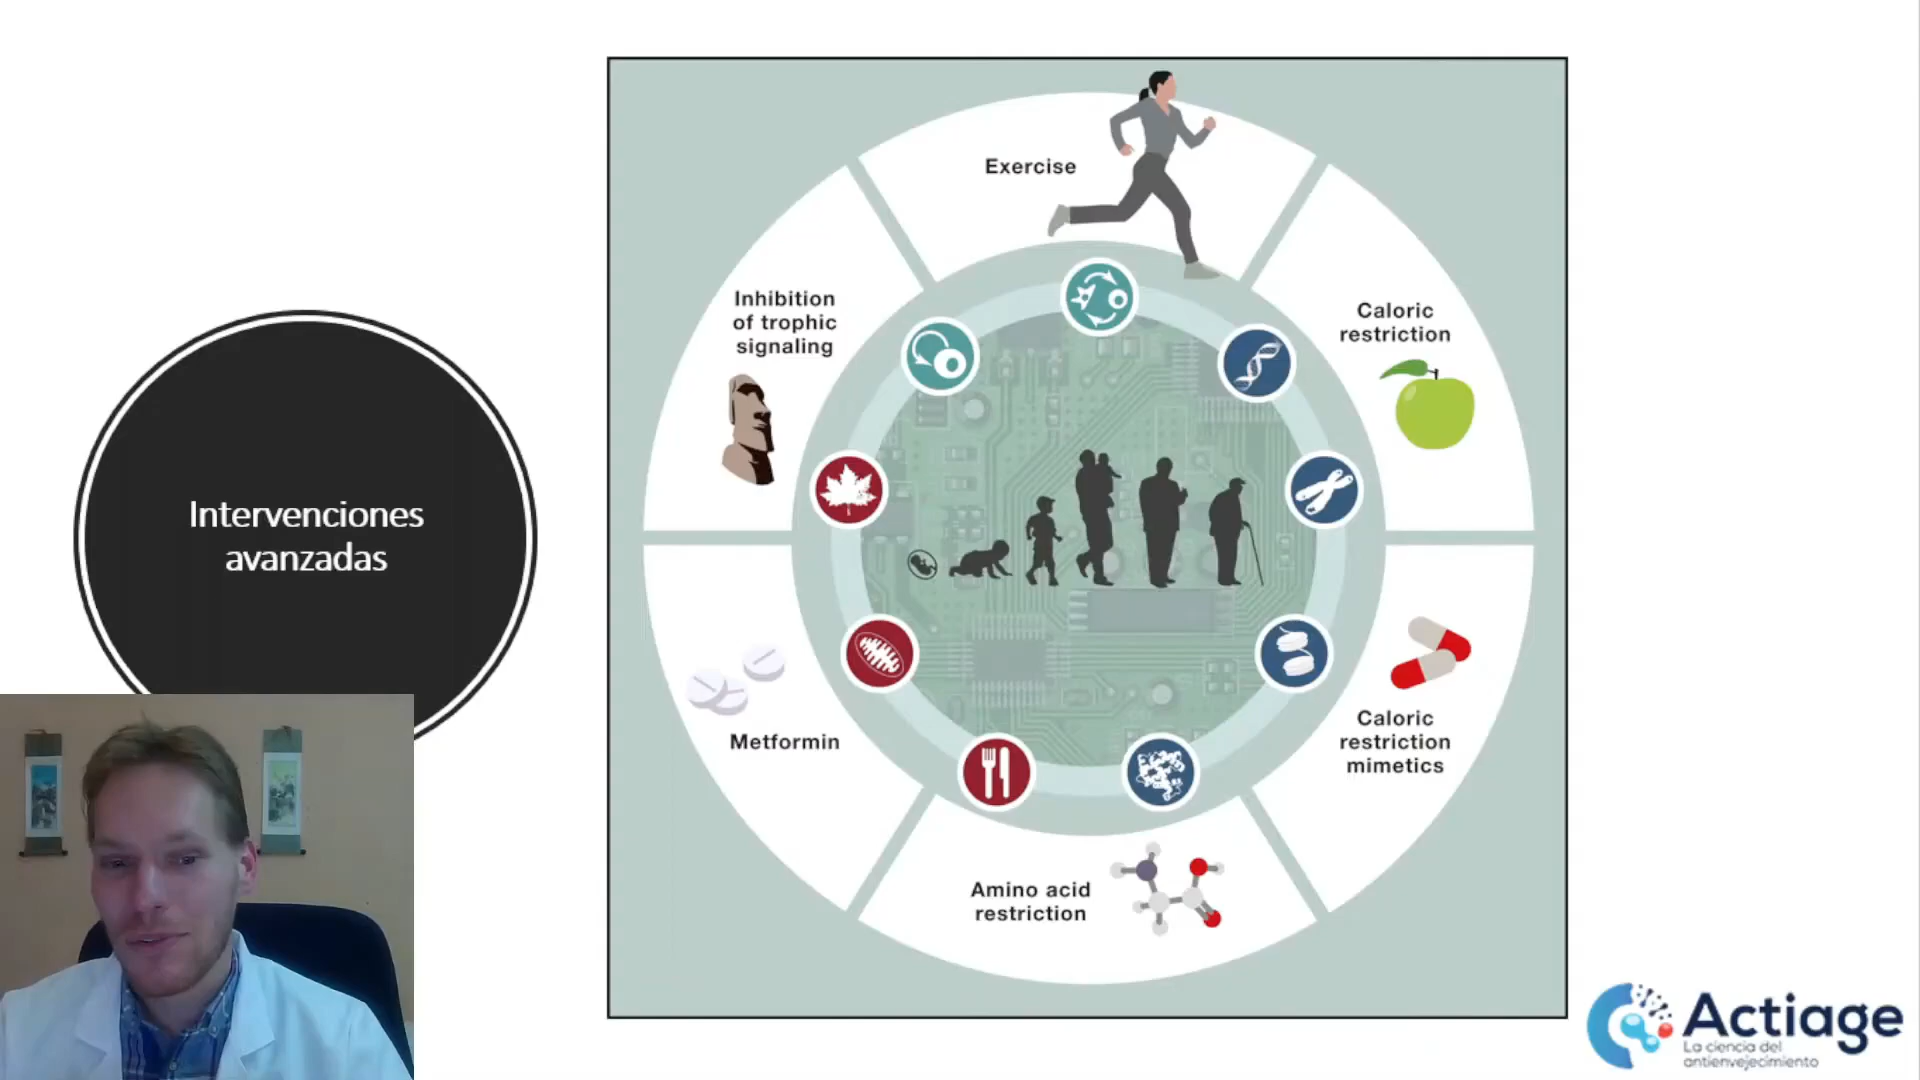 Intervenciones
avanzadas
Exercise
Inhibition
of trophic
signaling
Caloric
restriction
Metformin
Caloric
restriction
mimetics
Amino acid
restriction
Actiage
La ciencia del
antienvejecimiento